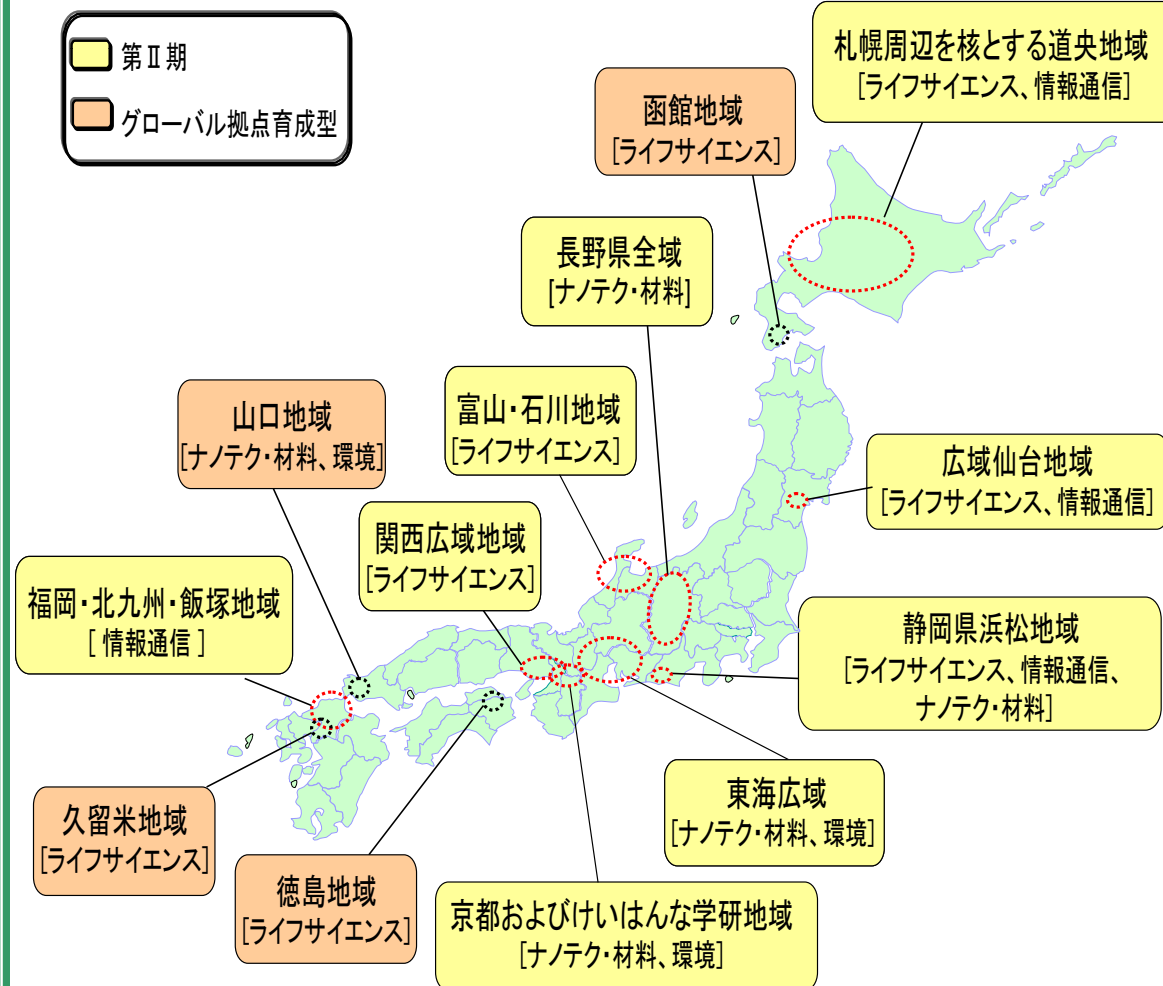 第Ⅱ期
グローバル拠点育成型
札幌周辺を核とする道央地域
[ライフサイエンス、情報通信]
函館地域
[ライフサイエンス]
長野県全域
[ナノテク・材料]
富山・石川地域
[ライフサイエンス]
山口地域
[ナノテク・材料、環境]
広域仙台地域
[ライフサイエンス、情報通信]
関西広域地域
[ライフサイエンス]
福岡・北九州・飯塚地域
[ 情報通信 ]
静岡県浜松地域
[ライフサイエンス、情報通信、
ナノテク・材料]
東海広域
[ナノテク・材料、環境]
久留米地域
[ライフサイエンス]
徳島地域
[ライフサイエンス]
京都およびけいはんな学研地域
[ナノテク・材料、環境]